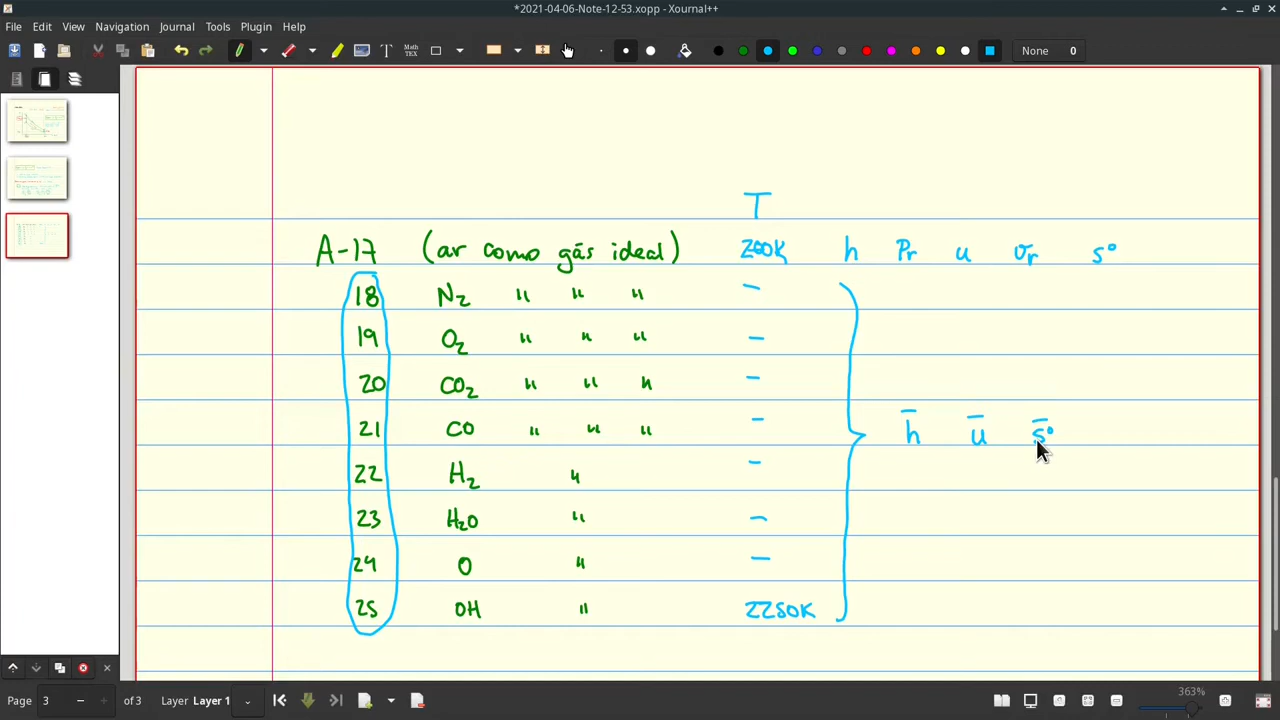 *2021-04-06-Note-12-53.xopp - Xournal++
File Edit View Navigation Journal Tools Plugin Help
Math TEX
None 0
T
A-17 (ar como gás ideal) 200K h Pr u vr s°
18 N2 " " " -
19 O2 " " " -
20 CO2 " " " -
21 CO " " " -
h̄ ū s̄°
22 H2 " -
23 H2O " -
24 O " -
25 OH " 2250K
Page 3 of 3 Layer Layer 1 363%